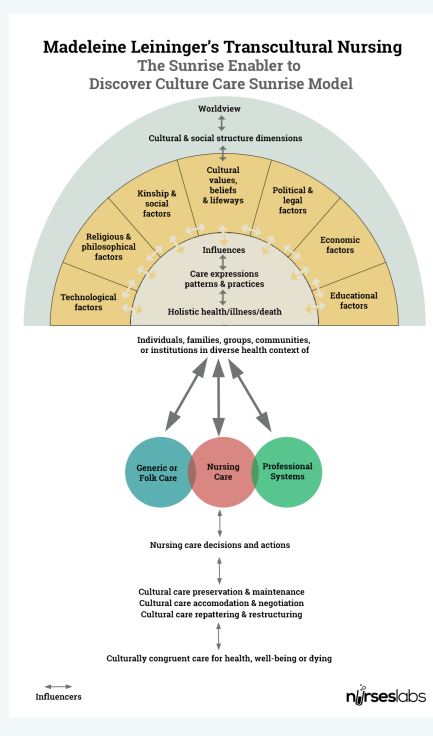 Madeleine Leininger's Transcultural Nursing
The Sunrise Enabler to
Discover Culture Care Sunrise Model
Worldview
Cultural & social structure dimensions
Cultural
values,
beliefs
& lifeways
Kinship &
social
factors
Political &
legal
factors
Religious &
philosophical
factors
Economic
factors
Technological
factors
Educational
factors
Influences
Care expressions
patterns & practices
Holistic health/illness/death
Individuals, families, groups, communities,
or institutions in diverse health context of
Generic or
Folk Care
Nursing
Care
Professional
Systems
Nursing care decisions and actions
Cultural care preservation & maintenance
Cultural care accomodation & negotiation
Cultural care repattering & restructuring
Culturally congruent care for health, well-being or dying
Influencers
nurseslabs